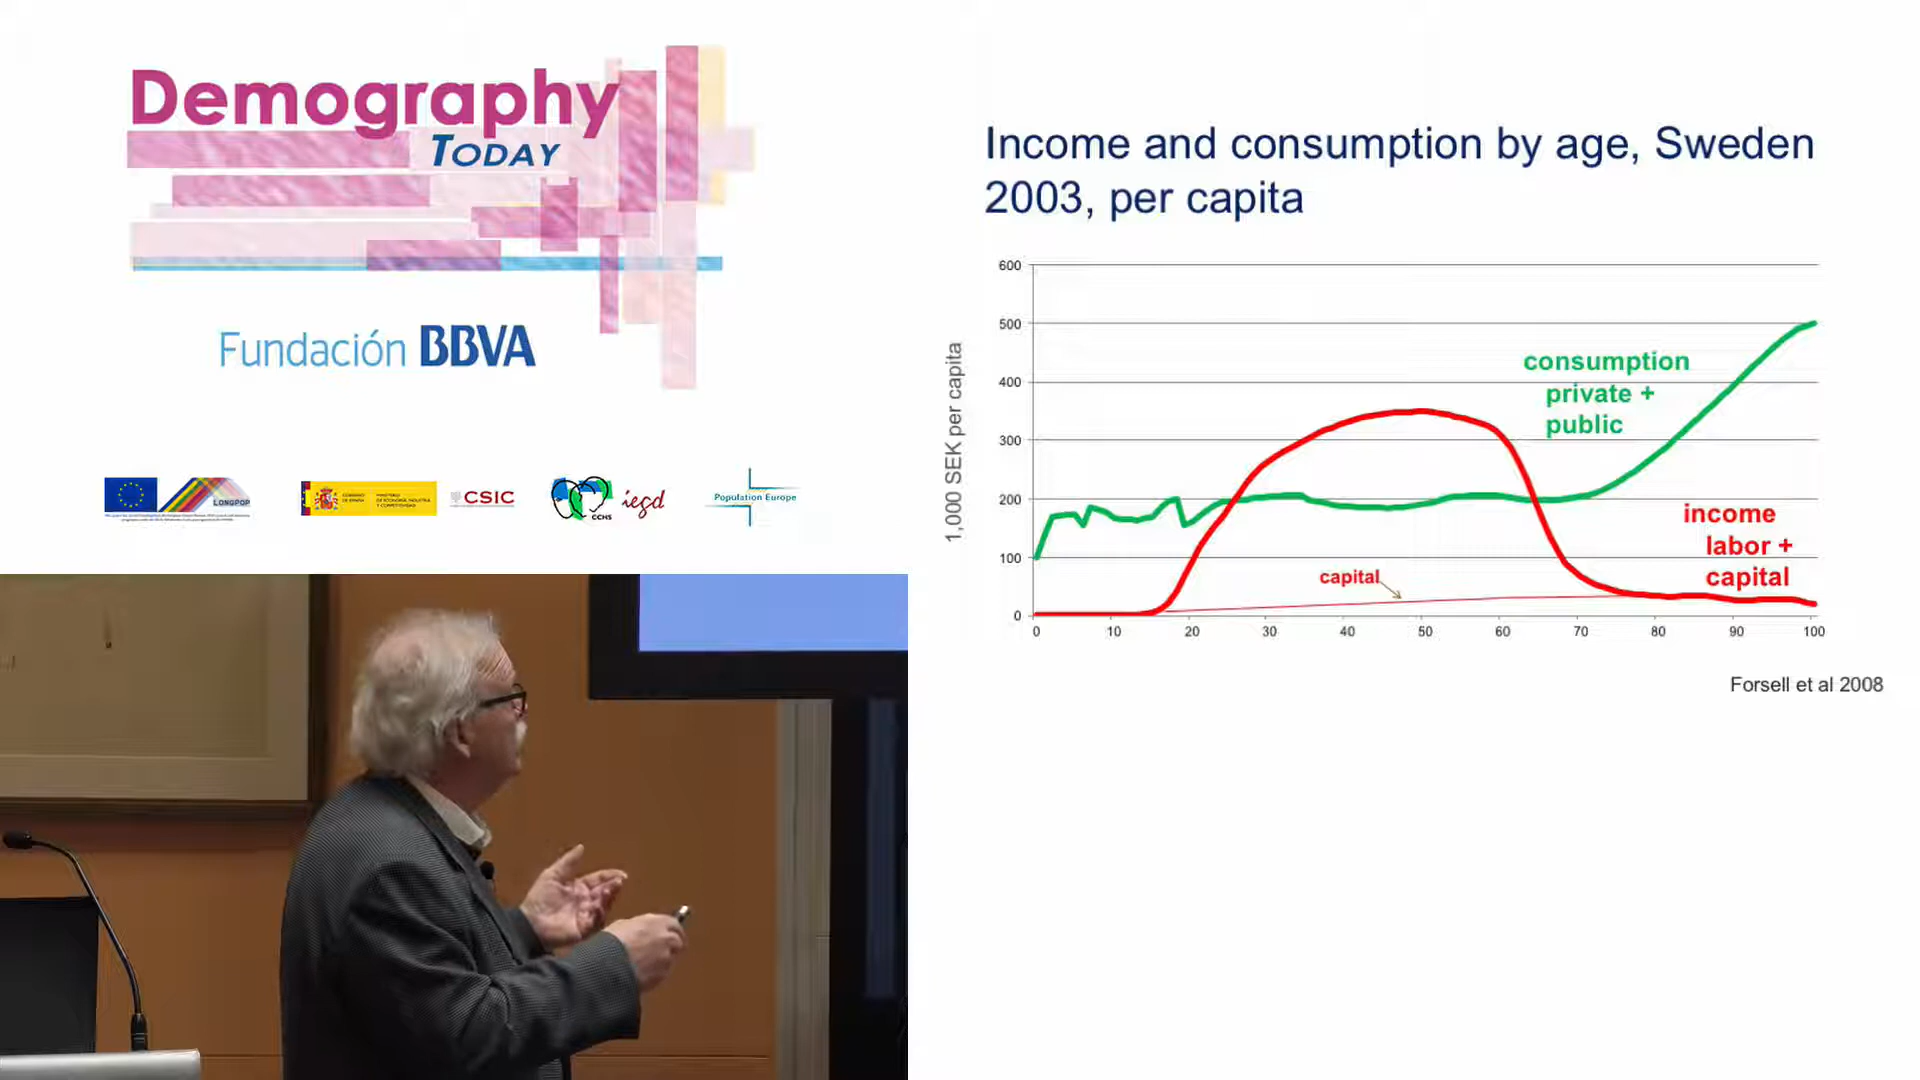 Demography
TODAY
Fundación BBVA
LONGPOP
CSIC
CCHS
iegd
Population Europe
Income and consumption by age, Sweden
2003, per capita
1,000 SEK per capita
600
500
400
300
200
100
0
0 10 20 30 40 50 60 70 80 90 100
consumption
private +
public
income
labor +
capital
capital
Forsell et al 2008